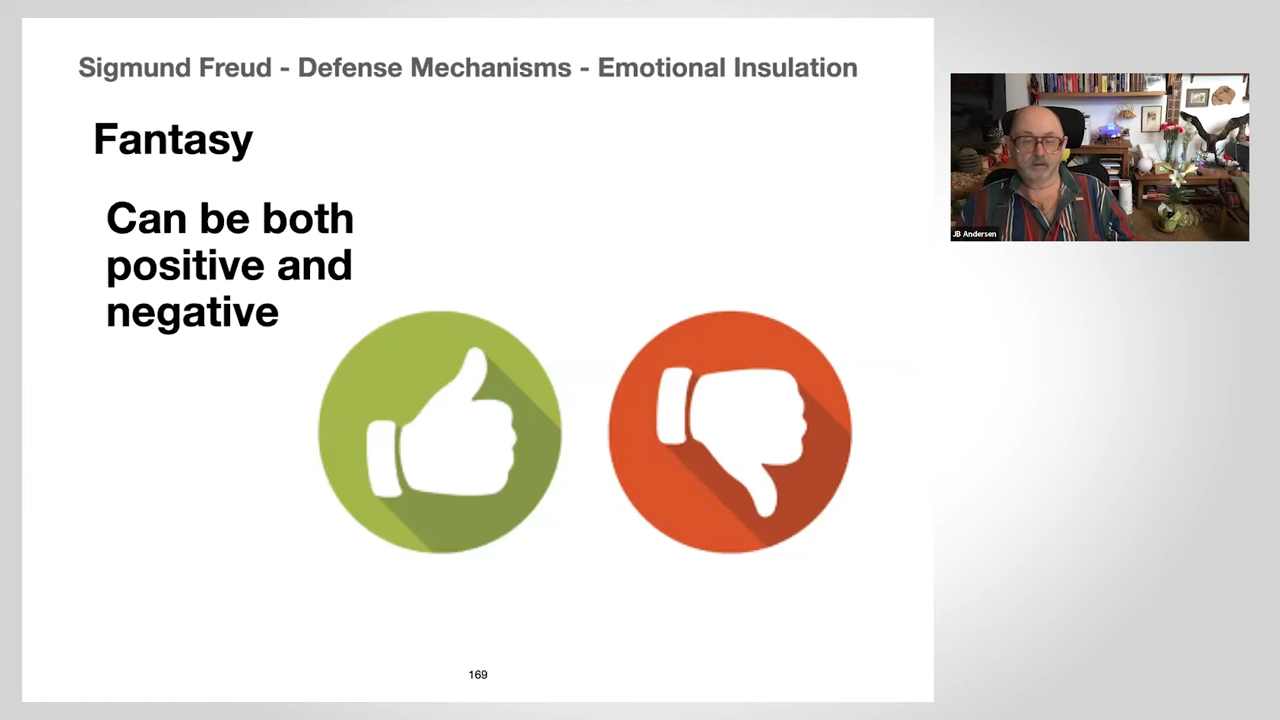 Sigmund Freud - Defense Mechanisms - Emotional Insulation
Fantasy
Can be both
positive and
negative
JB Andersen
169